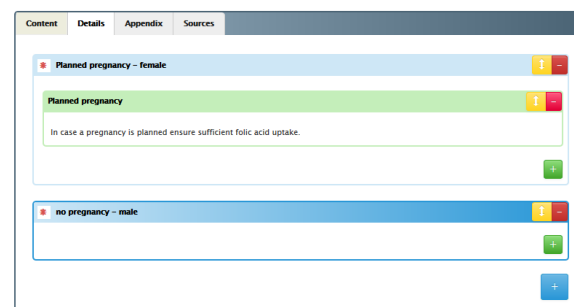 Content Details Appendix Sources
Planned pregnancy – female
Planned pregnancy
In case a pregnancy is planned ensure sufficient folic acid uptake.
no pregnancy – male